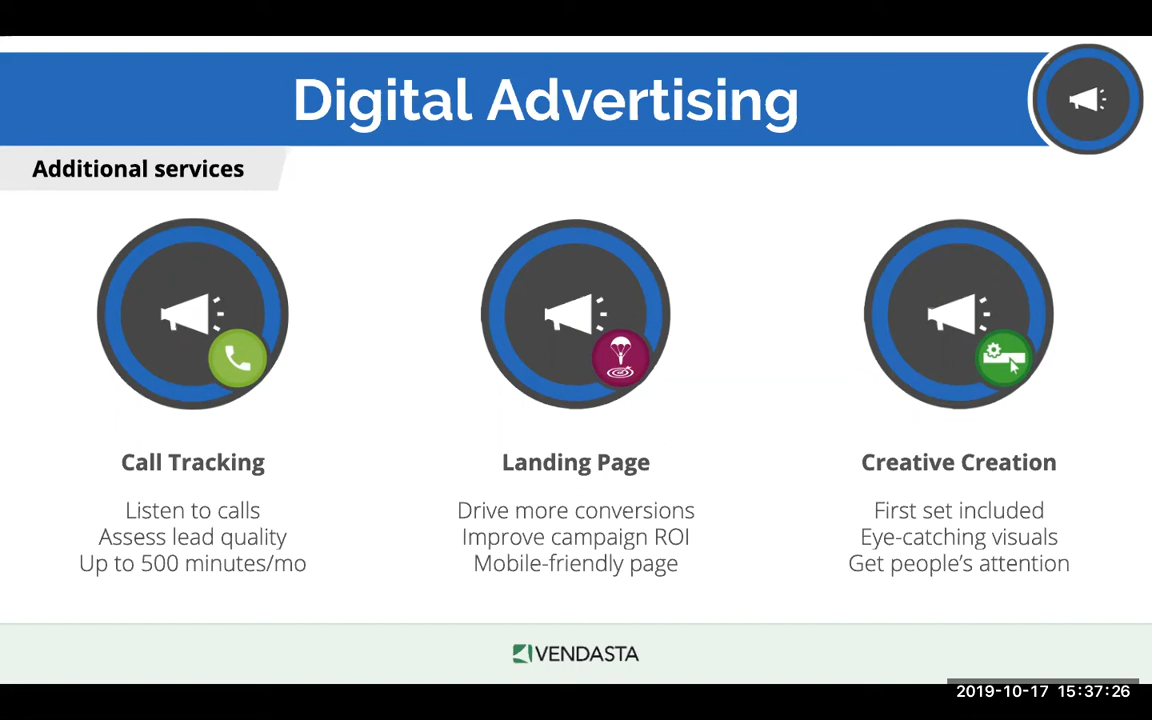 Digital Advertising
Additional services
Call Tracking
Listen to calls
Assess lead quality
Up to 500 minutes/mo
Landing Page
Drive more conversions
Improve campaign ROI
Mobile-friendly page
Creative Creation
First set included
Eye-catching visuals
Get people’s attention
VENDASTA
2019-10-17 15:37:26